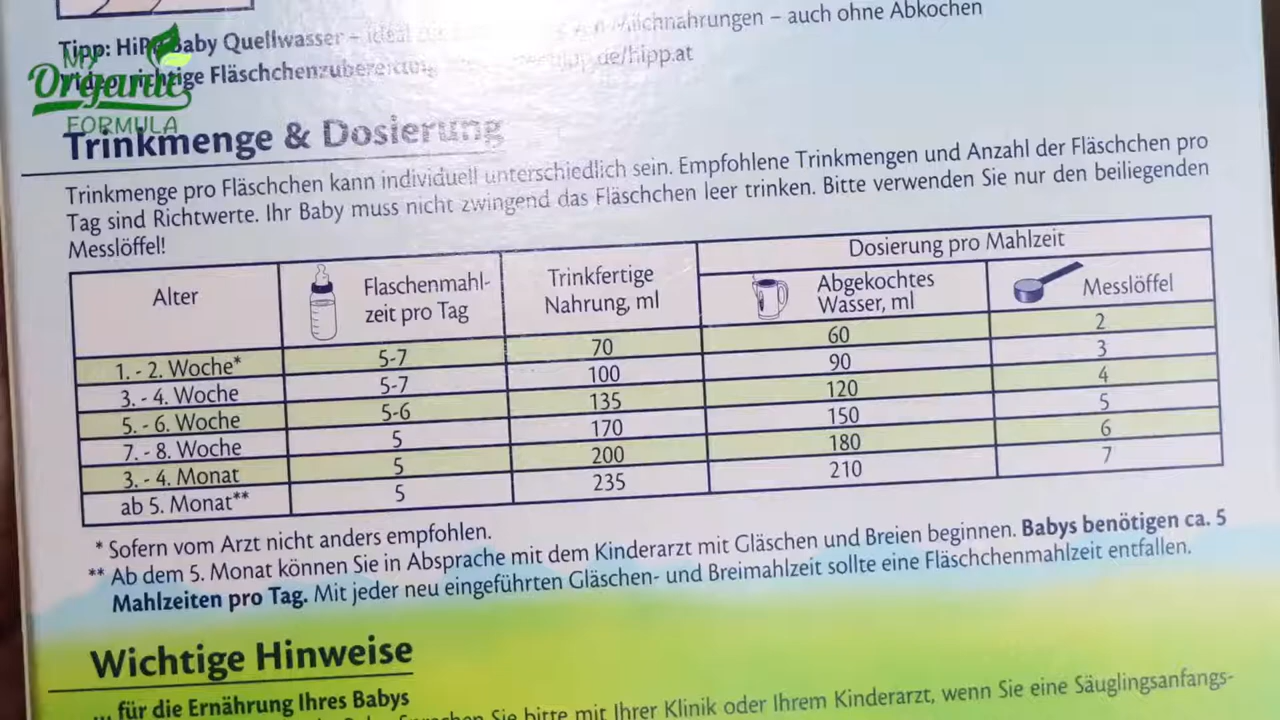 Tipp: HiPP Baby Quellwasser – ideal Milchnahrungen – auch ohne Abkochen
richtige Fläschchenzubereitung hipp.de/hipp.at
MY
Organic
FORMULA
Trinkmenge & Dosierung
Trinkmenge pro Fläschchen kann individuell unterschiedlich sein. Empfohlene Trinkmengen und Anzahl der Fläschchen pro
Tag sind Richtwerte. Ihr Baby muss nicht zwingend das Fläschchen leer trinken. Bitte verwenden Sie nur den beiliegenden
Messlöffel!
Dosierung pro Mahlzeit
Alter Flaschenmahl- Trinkfertige Abgekochtes Messlöffel
zeit pro Tag Nahrung, ml Wasser, ml
1. - 2. Woche* 5-7 70 60 2
3. - 4. Woche 5-7 100 90 3
5. - 6. Woche 5-6 135 120 4
7. - 8. Woche 5 170 150 5
3. - 4. Monat 5 200 180 6
ab 5. Monat** 5 235 210 7
* Sofern vom Arzt nicht anders empfohlen.
** Ab dem 5. Monat können Sie in Absprache mit dem Kinderarzt mit Gläschen und Breien beginnen. Babys benötigen ca. 5
Mahlzeiten pro Tag. Mit jeder neu eingeführten Gläschen- und Breimahlzeit sollte eine Fläschchenmahlzeit entfallen.
Wichtige Hinweise
... für die Ernährung Ihres Babys
Sie bitte mit Ihrer Klinik oder Ihrem Kinderarzt, wenn Sie eine Säuglingsanfangs-